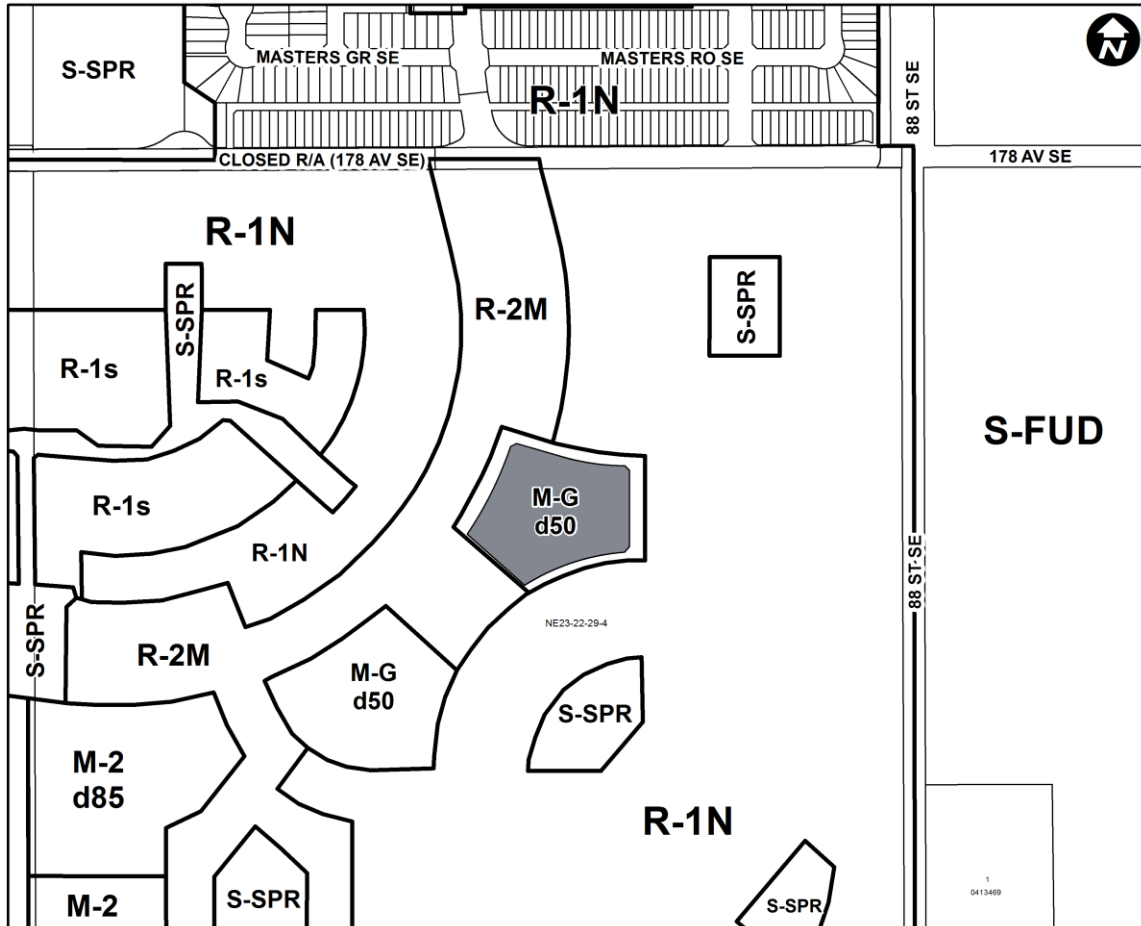 N
S-SPR
MASTERS GR SE
MASTERS RO SE
R-1N
88 ST SE
CLOSED R/A (178 AV SE)
178 AV SE
R-1N
S-SPR
R-2M
S-SPR
R-1s
R-1s
S-FUD
R-1s
M-G
d50
R-1N
88 ST SE
S-SPR
NE23-22-29-4
R-2M
M-G
d50
S-SPR
M-2
d85
R-1N
1
0413469
M-2
S-SPR
S-SPR